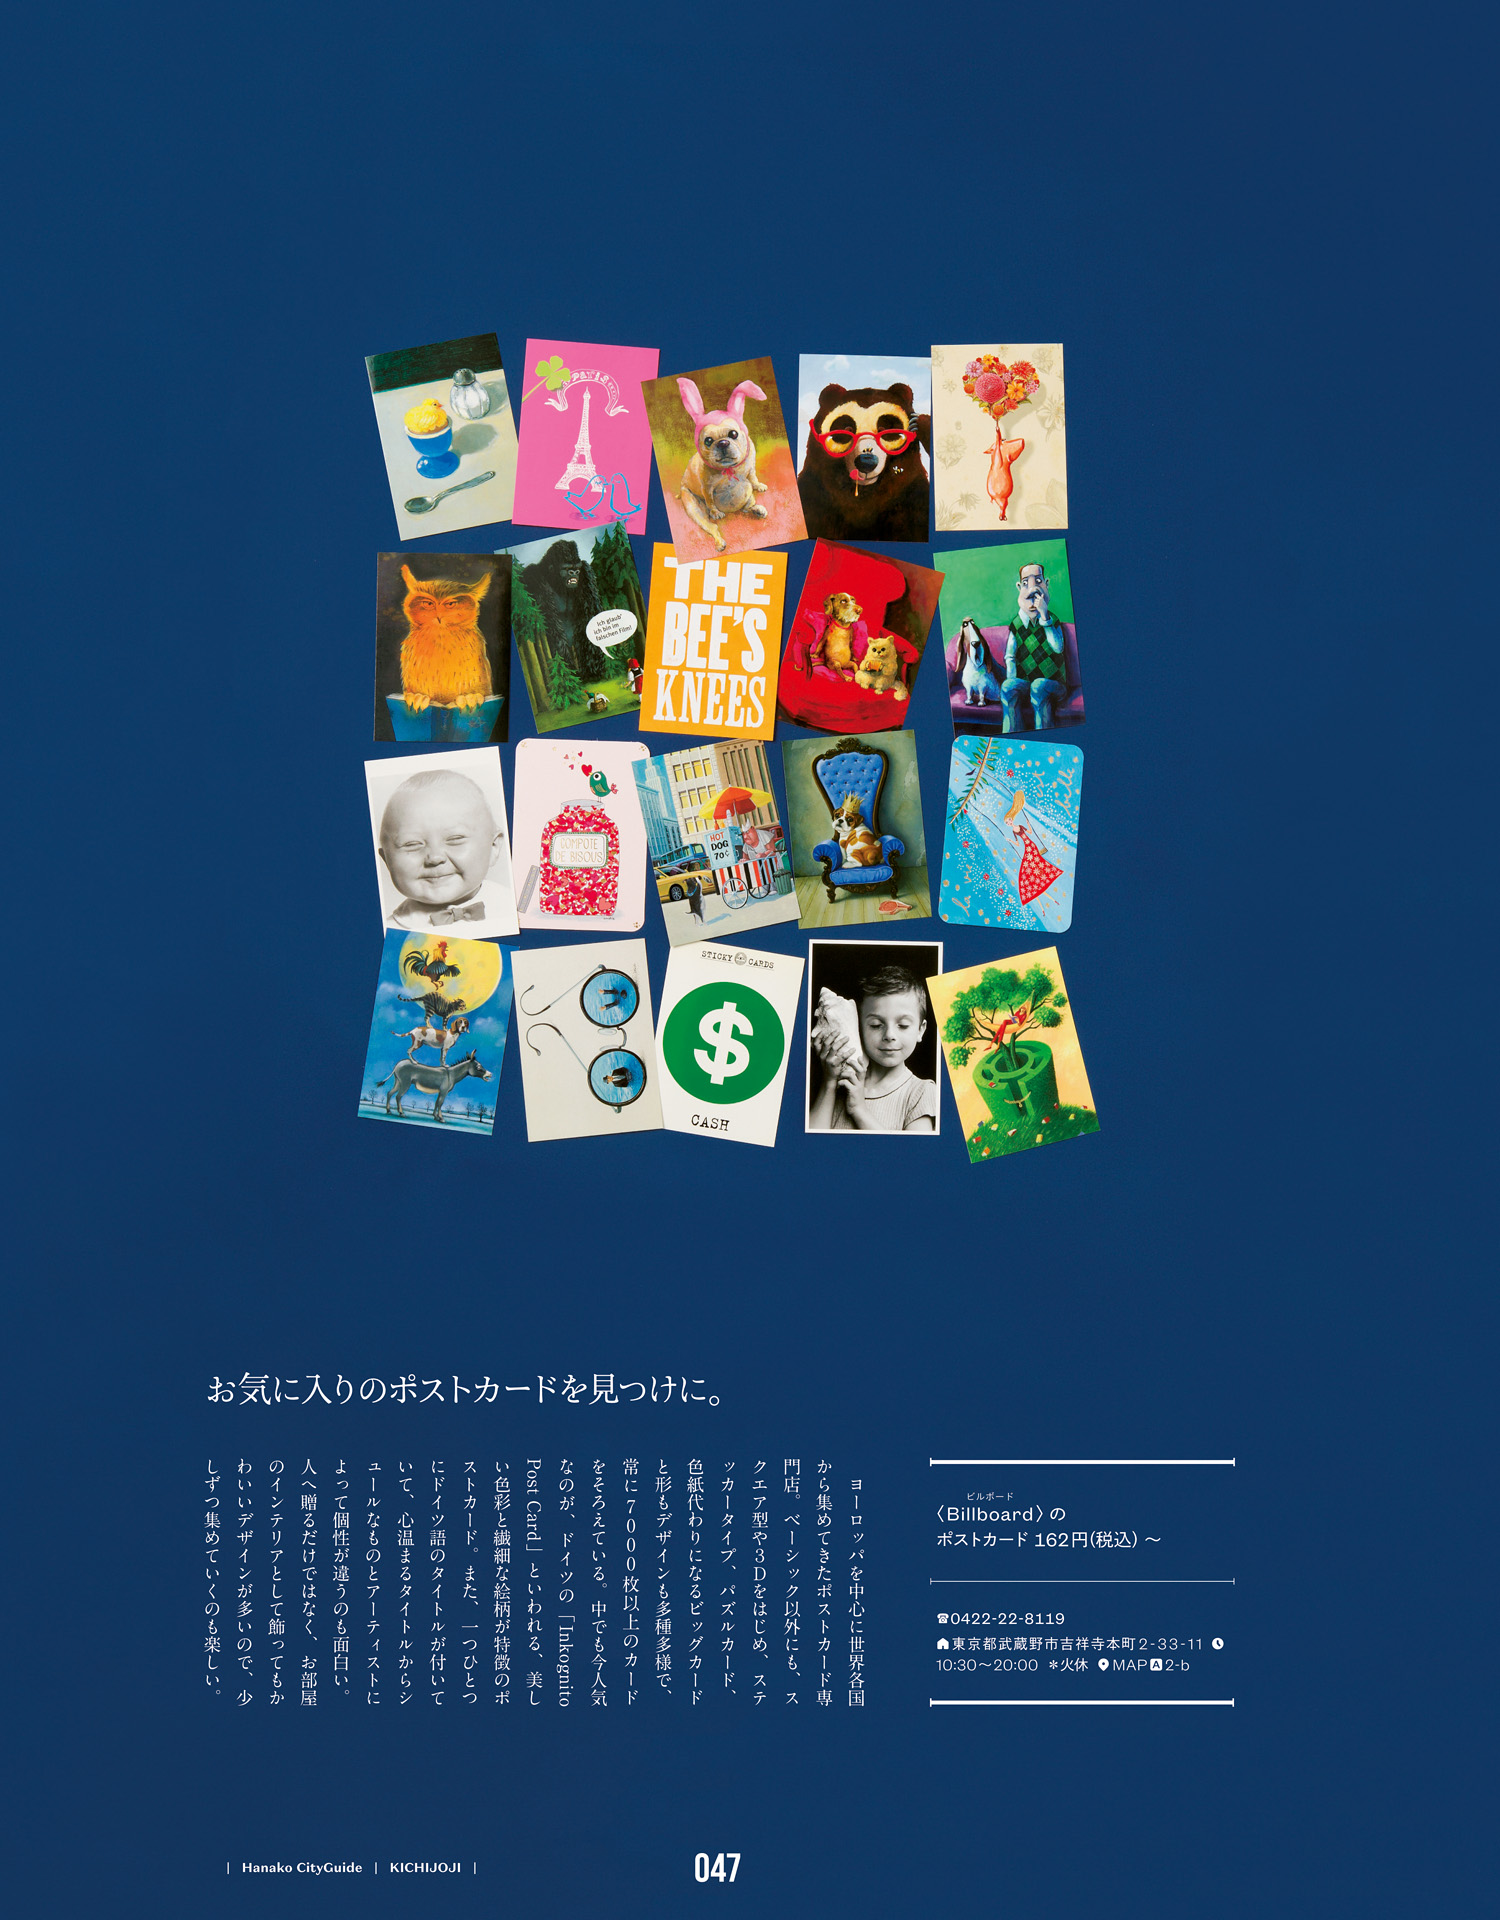 PARIS
Ich glaub'
ich bin im
falschen Film!
THE
BEE'S
KNEES
COMPOTE
DE BISOUS
HOT
DOG
70¢
STICKY CARDS
$
CASH
お気に入りのポストカードを見つけに。
ヨーロッパを中心に世界各国
から集めてきたポストカード専
門店。ベーシック以外にも、ス
クエア型や3Dをはじめ、ステ
ッカータイプ、パズルカード、
色紙代わりになるビッグカード
と形もデザインも多種多様で、
常に7000枚以上のカード
をそろえている。中でも今人気
なのが、ドイツの「Inkognito
Post Card」といわれる、美し
い色彩と繊細な絵柄が特徴のポ
ストカード。また、一つひとつ
にドイツ語のタイトルが付いて
いて、心温まるタイトルからシ
ュールなものとアーティストに
よって個性が違うのも面白い。
人へ贈るだけではなく、お部屋
のインテリアとして飾ってもか
わいいデザインが多いので、少
しずつ集めていくのも楽しい。
ビルボード
〈Billboard〉の
ポストカード 162円(税込)～
☎0422-22-8119
東京都武蔵野市吉祥寺本町2-33-11
10:30～20:00 ＊火休 MAP A 2-b
| Hanako CityGuide | KICHIJOJI |
047